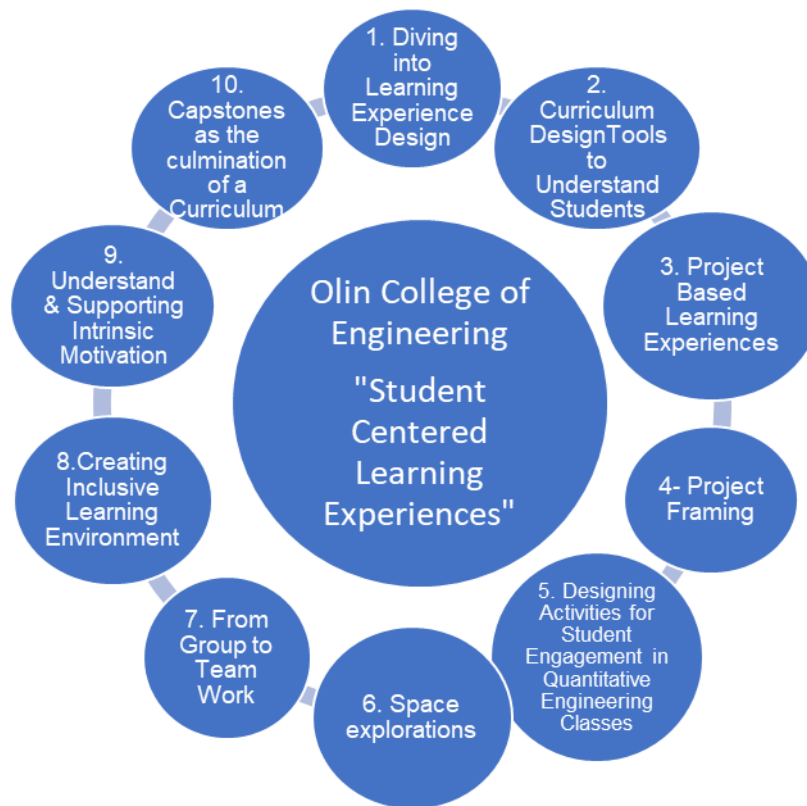 1. Diving
into
Learning
Experience
Design
2.
Curriculum
DesignTools
to
Understand
Students
3. Project
Based
Learning
Experiences
4- Project
Framing
5. Designing
Activities for
Student
Engagement in
Quantitative
Engineering
Classes
6. Space
explorations
7. From
Group to
Team
Work
8.Creating
Inclusive
Learning
Environment
9.
Understand
& Supporting
Intrinsic
Motivation
10.
Capstones
as the
culmination
of a
Curriculum
Olin College of
Engineering
"Student
Centered
Learning
Experiences"